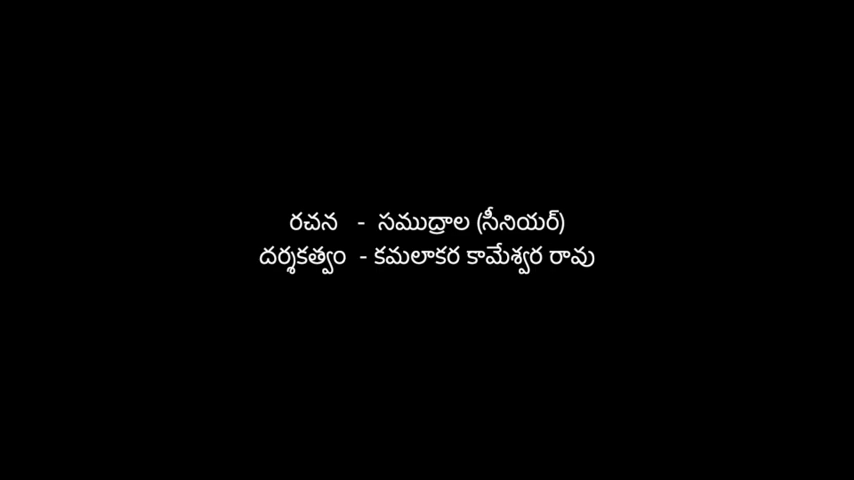 రచన - సముద్రాల (సీనియర్)
దర్శకత్వం - కమలాకర కామేశ్వర రావు